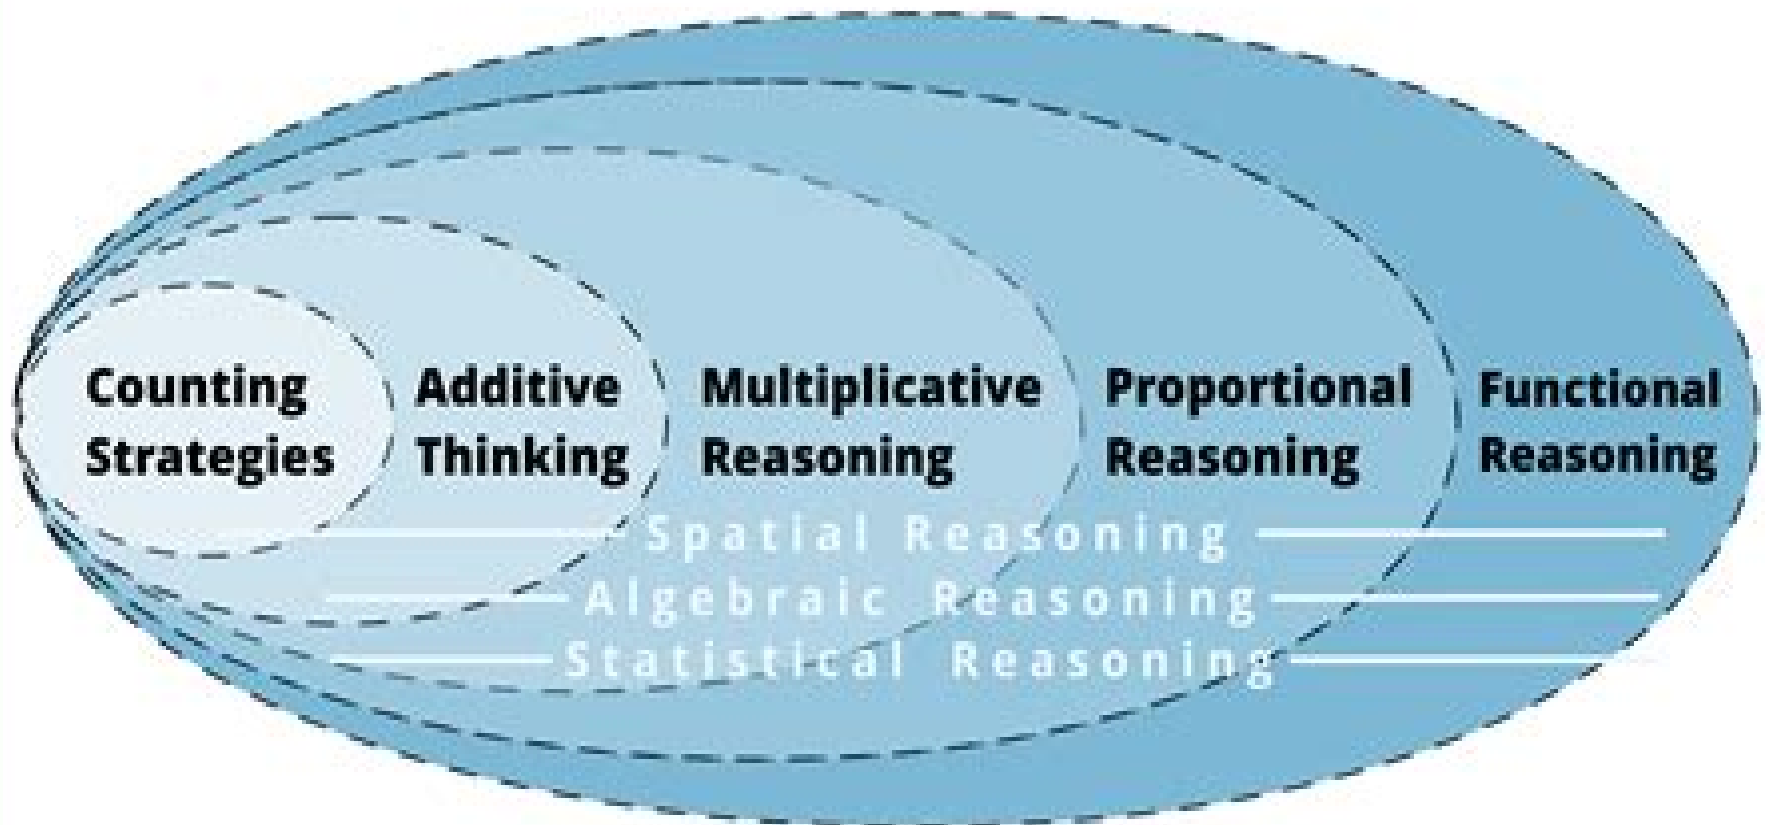 Counting
Strategies
Additive
Thinking
Multiplicative
Reasoning
Proportional
Reasoning
Functional
Reasoning
Spatial Reasoning
Algebraic Reasoning
Statistical Reasoning